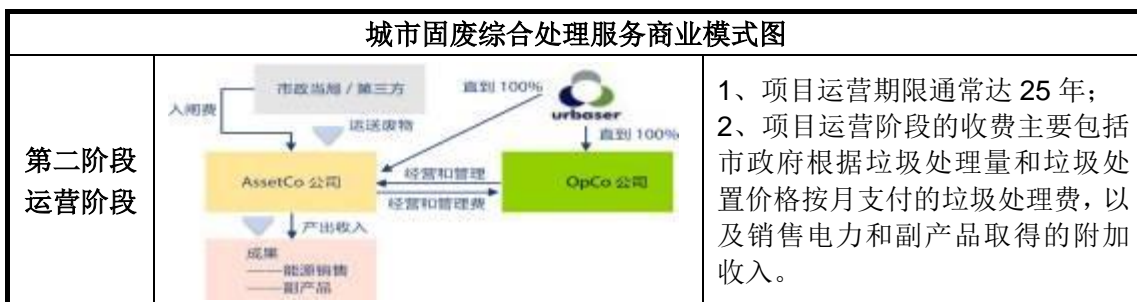 城市固废综合处理服务商业模式图
第二阶段
运营阶段
市政当局 / 第三方
直到 100%
入闸费
urbaser
运送废物
直到 100%
AssetCo 公司
经营和管理
OpCo 公司
经营和管理费
产出收入
成果
——能源销售
——副产品
1、项目运营期限通常达 25 年；
2、项目运营阶段的收费主要包括
市政府根据垃圾处理量和垃圾处
置价格按月支付的垃圾处理费，以
及销售电力和副产品取得的附加
收入。